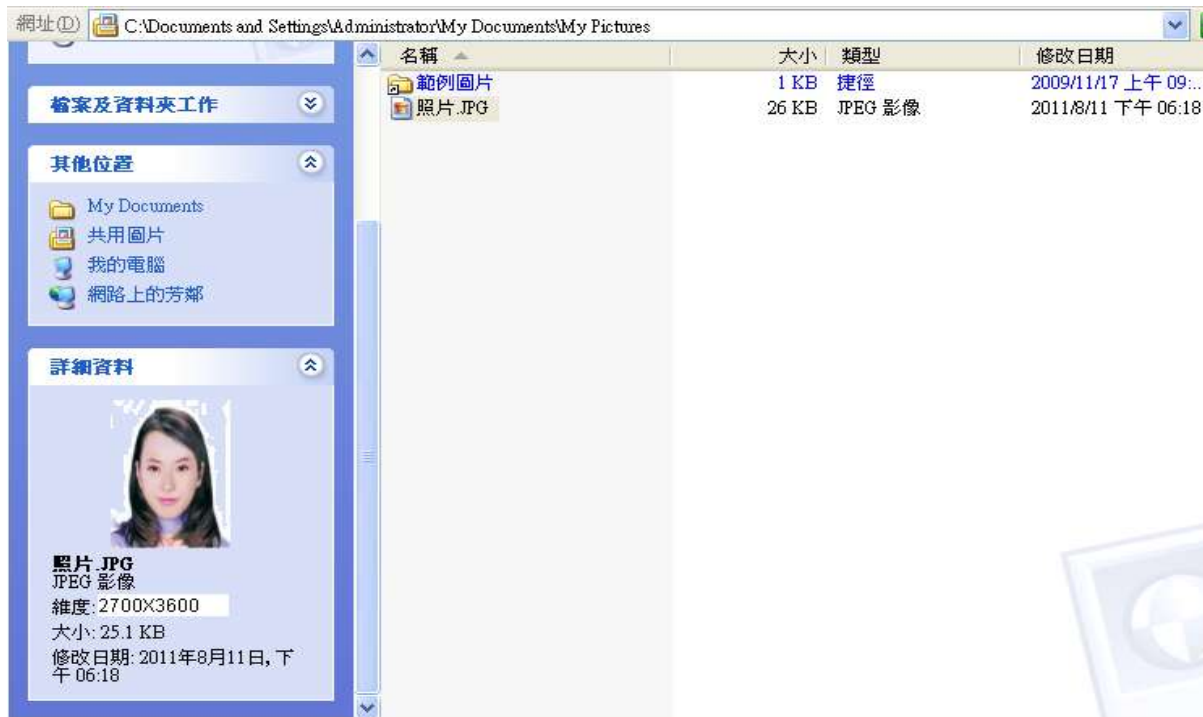 網址(D) C:\Documents and Settings\Administrator\My Documents\My Pictures
名稱 大小 類型 修改日期
範例圖片 1 KB 捷徑 2009/11/17 上午 09:...
照片.JPG 26 KB JPEG 影像 2011/8/11 下午 06:18
檔案及資料夾工作
其他位置
My Documents
共用圖片
我的電腦
網路上的芳鄰
詳細資料
照片.JPG
JPEG 影像
維度: 2700X3600
大小: 25.1 KB
修改日期: 2011年8月11日, 下
午 06:18